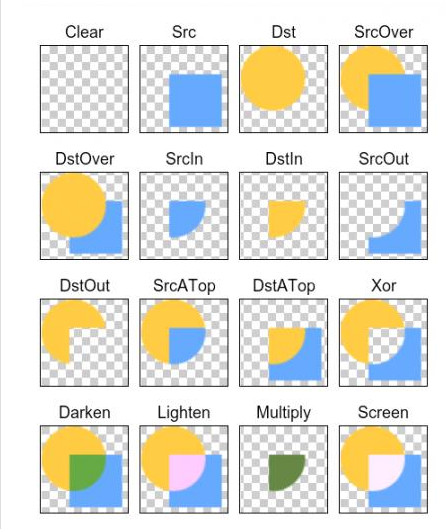 Clear Src Dst SrcOver
DstOver SrcIn DstIn SrcOut
DstOut SrcATop DstATop Xor
Darken Lighten Multiply Screen